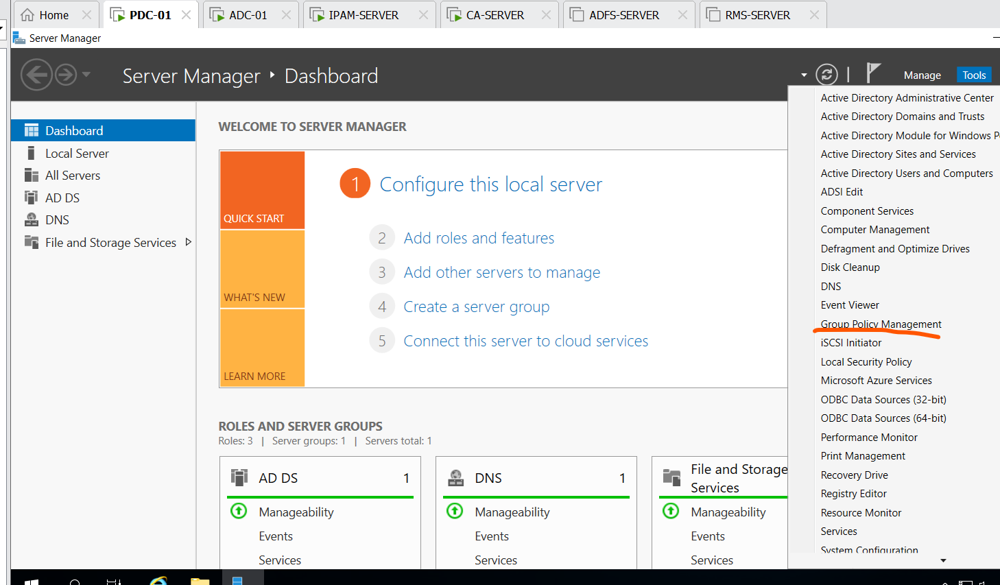 Home
PDC-01
ADC-01
IPAM-SERVER
CA-SERVER
ADFS-SERVER
RMS-SERVER
Server Manager
Server Manager ‣ Dashboard
Manage
Tools
Dashboard
Local Server
All Servers
AD DS
DNS
File and Storage Services
WELCOME TO SERVER MANAGER
QUICK START
WHAT'S NEW
LEARN MORE
1 Configure this local server
2 Add roles and features
3 Add other servers to manage
4 Create a server group
5 Connect this server to cloud services
ROLES AND SERVER GROUPS
Roles: 3 | Server groups: 1 | Servers total: 1
AD DS 1
Manageability
Events
Services
DNS 1
Manageability
Events
Services
File and Storage
Services
Manageability
Events
Services
Active Directory Administrative Center
Active Directory Domains and Trusts
Active Directory Module for Windows P
Active Directory Sites and Services
Active Directory Users and Computers
ADSI Edit
Component Services
Computer Management
Defragment and Optimize Drives
Disk Cleanup
DNS
Event Viewer
Group Policy Management
iSCSI Initiator
Local Security Policy
Microsoft Azure Services
ODBC Data Sources (32-bit)
ODBC Data Sources (64-bit)
Performance Monitor
Print Management
Recovery Drive
Registry Editor
Resource Monitor
Services
System Configuration